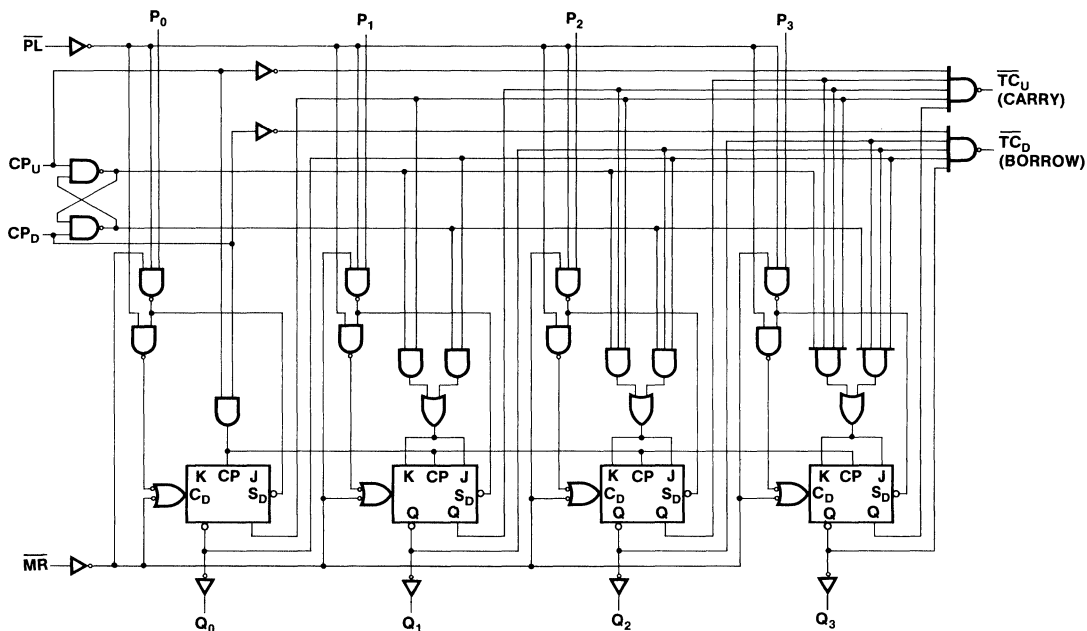 P0
P1
P2
P3
PL
TCU
(CARRY)
TCD
(BORROW)
CPU
CPD
K CP J
CD SD
K CP J
CD SD
Q Q
K CP J
CD SD
Q Q
K CP J
CD SD
Q Q
MR
Q0
Q1
Q2
Q3